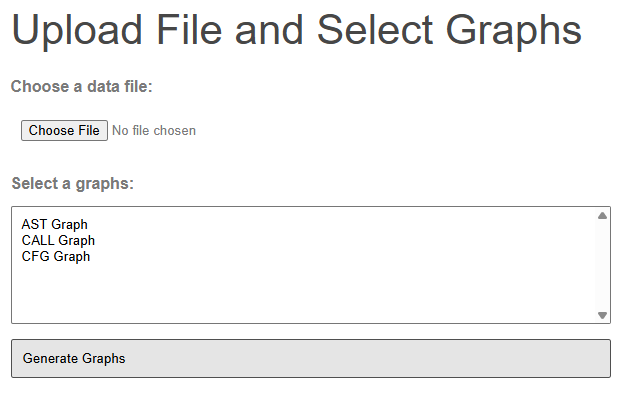 Upload File and Select Graphs
Choose a data file:
Choose File No file chosen
Select a graphs:
AST Graph
CALL Graph
CFG Graph
Generate Graphs